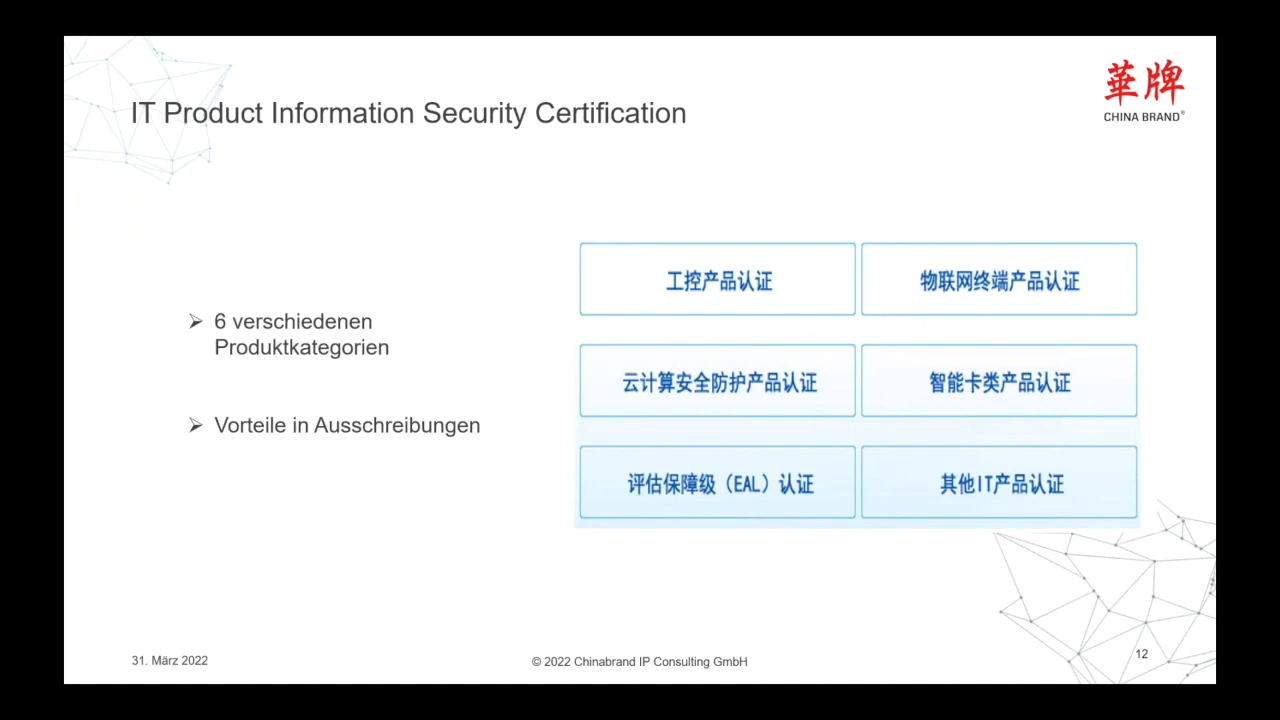 華牌
CHINA BRAND®
IT Product Information Security Certification
➢ 6 verschiedenen
Produktkategorien
➢ Vorteile in Ausschreibungen
工控产品认证
物联网终端产品认证
云计算安全防护产品认证
智能卡类产品认证
评估保障级（EAL）认证
其他IT产品认证
31. März 2022
© 2022 Chinabrand IP Consulting GmbH
12